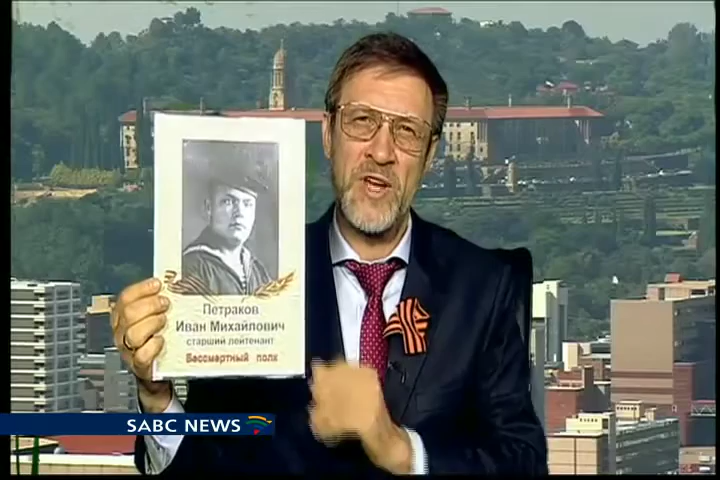 Петраков
Иван Михайлович
старший лейтенант
Бессмертный полк
SABC NEWS